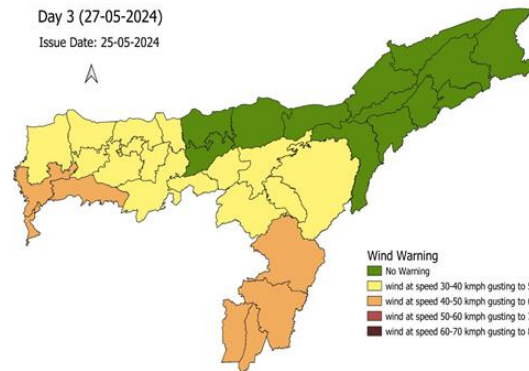 Day 3 (27-05-2024)
Issue Date: 25-05-2024
Wind Warning
No Warning
wind at speed 30-40 kmph gusting to
wind at speed 40-50 kmph gusting to
wind at speed 50-60 kmph gusting to
wind at speed 60-70 kmph gusting to